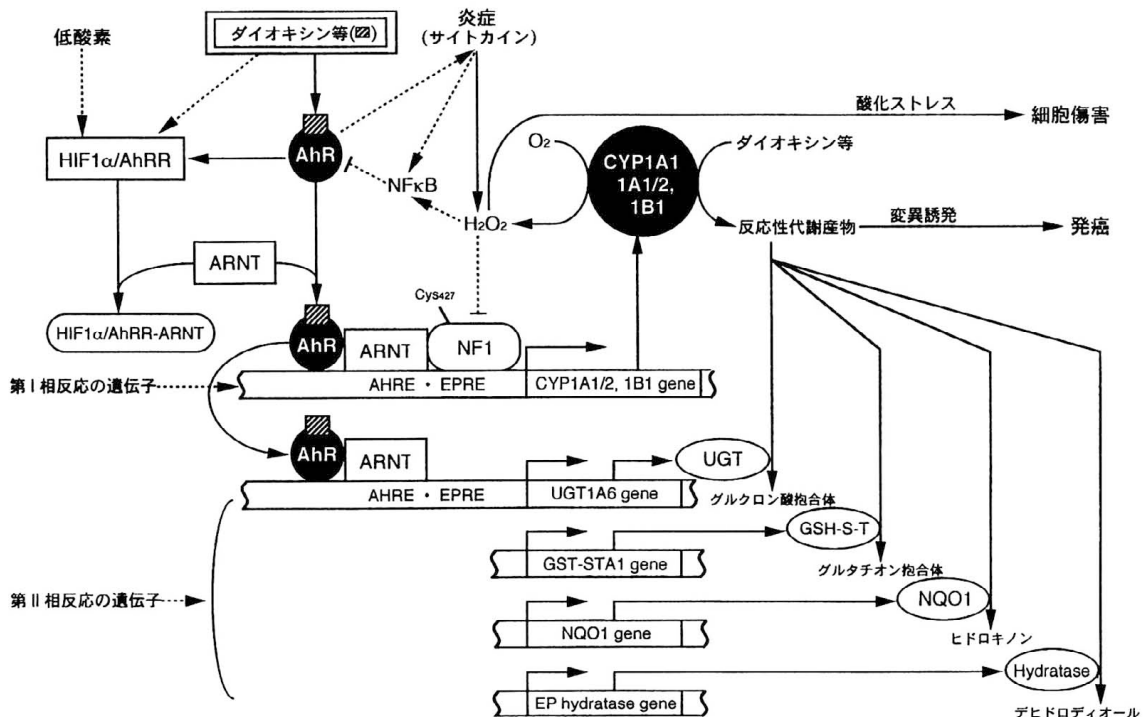 炎症
(サイトカイン)
ダイオキシン等(▨)
低酸素
酸化ストレス
細胞傷害
O₂
CYP1A1
1A1/2,
1B1
ダイオキシン等
HIF1α/AhRR
AhR
NFκB
H₂O₂
反応性代謝産物
変異誘発
発癌
ARNT
Cys427
HIF1α/AhRR-ARNT
AhR
ARNT
NF1
第Ⅰ相反応の遺伝子
AHRE・EPRE
CYP1A1/2, 1B1 gene
AhR
ARNT
UGT
AHRE・EPRE
UGT1A6 gene
グルクロン酸抱合体
GSH-S-T
GST-STA1 gene
グルタチオン抱合体
第Ⅱ相反応の遺伝子
NQO1
NQO1 gene
ヒドロキノン
Hydratase
EP hydratase gene
デヒドロディオール